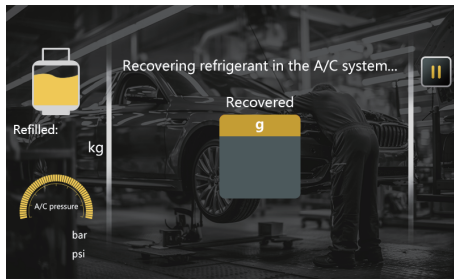 Recovering refrigerant in the A/C system...
Recovered
g
Refilled:
kg
A/C pressure
bar
psi